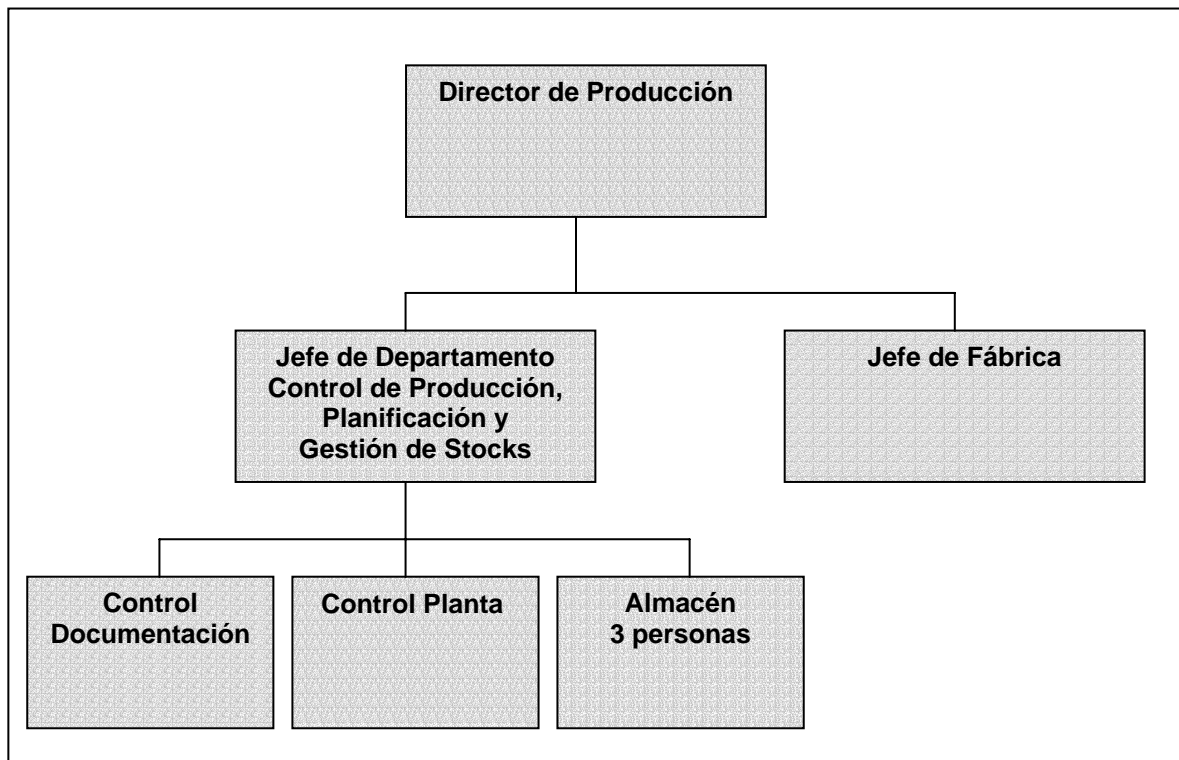 Director de Producción
Jefe de Departamento
Control de Producción,
Planificación y
Gestión de Stocks
Jefe de Fábrica
Control
Documentación
Control Planta
Almacén
3 personas